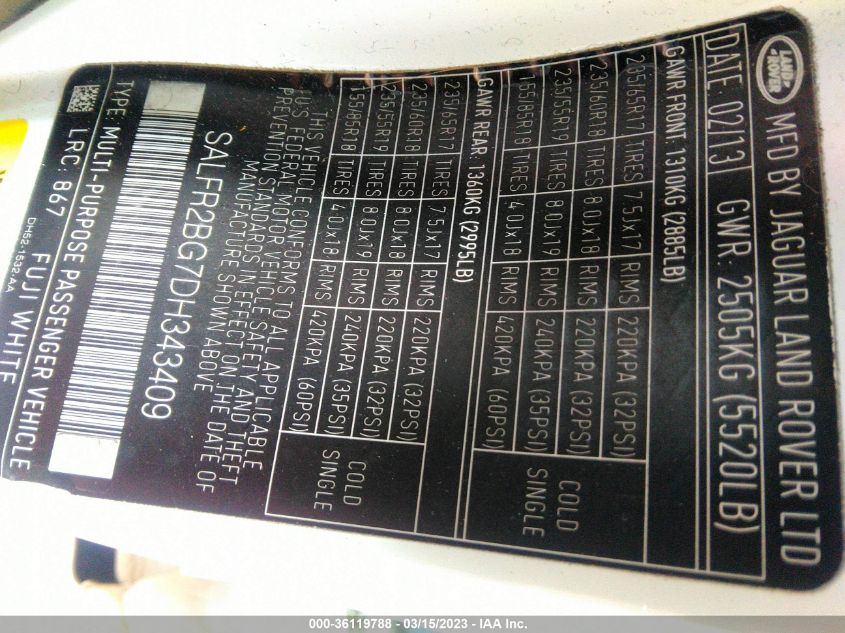 LAND ROVER
MFD BY JAGUAR LAND ROVER LTD
DATE: 02/13 GWR: 2505KG (5520LB)
GAWR FRONT: 1310KG (2885LB)
235/65R17 TIRES 7.5Jx17 RIMS 220KPA (32PSI)
235/60R18 TIRES 8.0Jx18 RIMS 220KPA (32PSI)
235/55R19 TIRES 8.0Jx19 RIMS 240KPA (35PSI)
155/85R18 TIRES 4.0Jx18 RIMS 420KPA (60PSI)
COLD
SINGLE
GAWR REAR: 1360KG (2995LB)
235/65R17 TIRES 7.5Jx17 RIMS 220KPA (32PSI)
235/60R18 TIRES 8.0Jx18 RIMS 220KPA (32PSI)
235/55R19 TIRES 8.0Jx19 RIMS 240KPA (35PSI)
155/85R18 TIRES 4.0Jx18 RIMS 420KPA (60PSI)
COLD
SINGLE
THIS VEHICLE CONFORMS TO ALL APPLICABLE
U.S. FEDERAL MOTOR VEHICLE SAFETY AND THEFT
PREVENTION STANDARDS IN EFFECT ON THE DATE OF
MANUFACTURE SHOWN ABOVE
SALFR2BG7DH343409
TYPE MULTI-PURPOSE PASSENGER VEHICLE
LRC: 867 FUJI WHITE
DH52-1532-AA
000-36119788 - 03/15/2023 - IAA Inc.